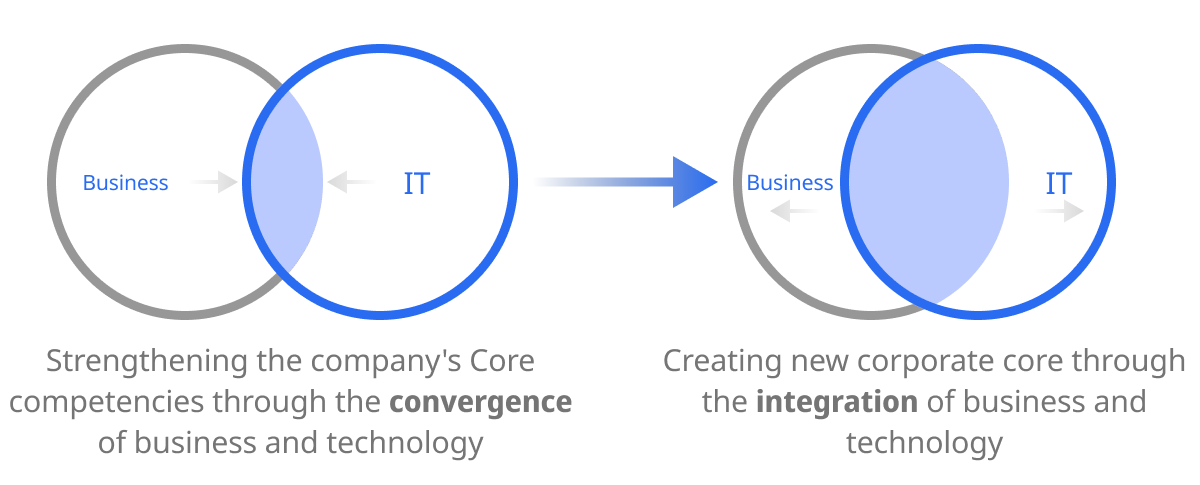 Business
IT
Business
IT
Strengthening the company's Core
competencies through the convergence
of business and technology
Creating new corporate core through
the integration of business and
technology